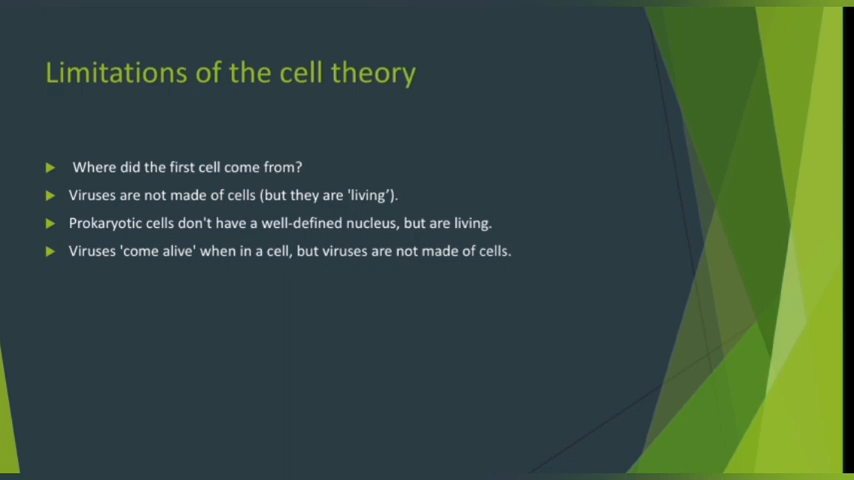 Limitations of the cell theory
Where did the first cell come from?
Viruses are not made of cells (but they are 'living’).
Prokaryotic cells don't have a well-defined nucleus, but are living.
Viruses 'come alive' when in a cell, but viruses are not made of cells.